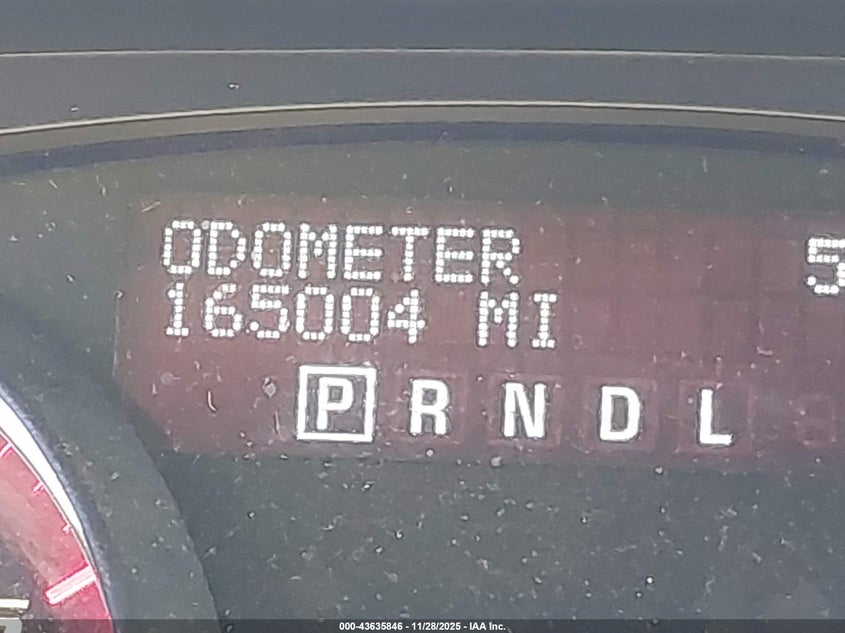 ODOMETER
165004 MI
P R N D L
000-43635846 - 11/28/2025 - IAA Inc.